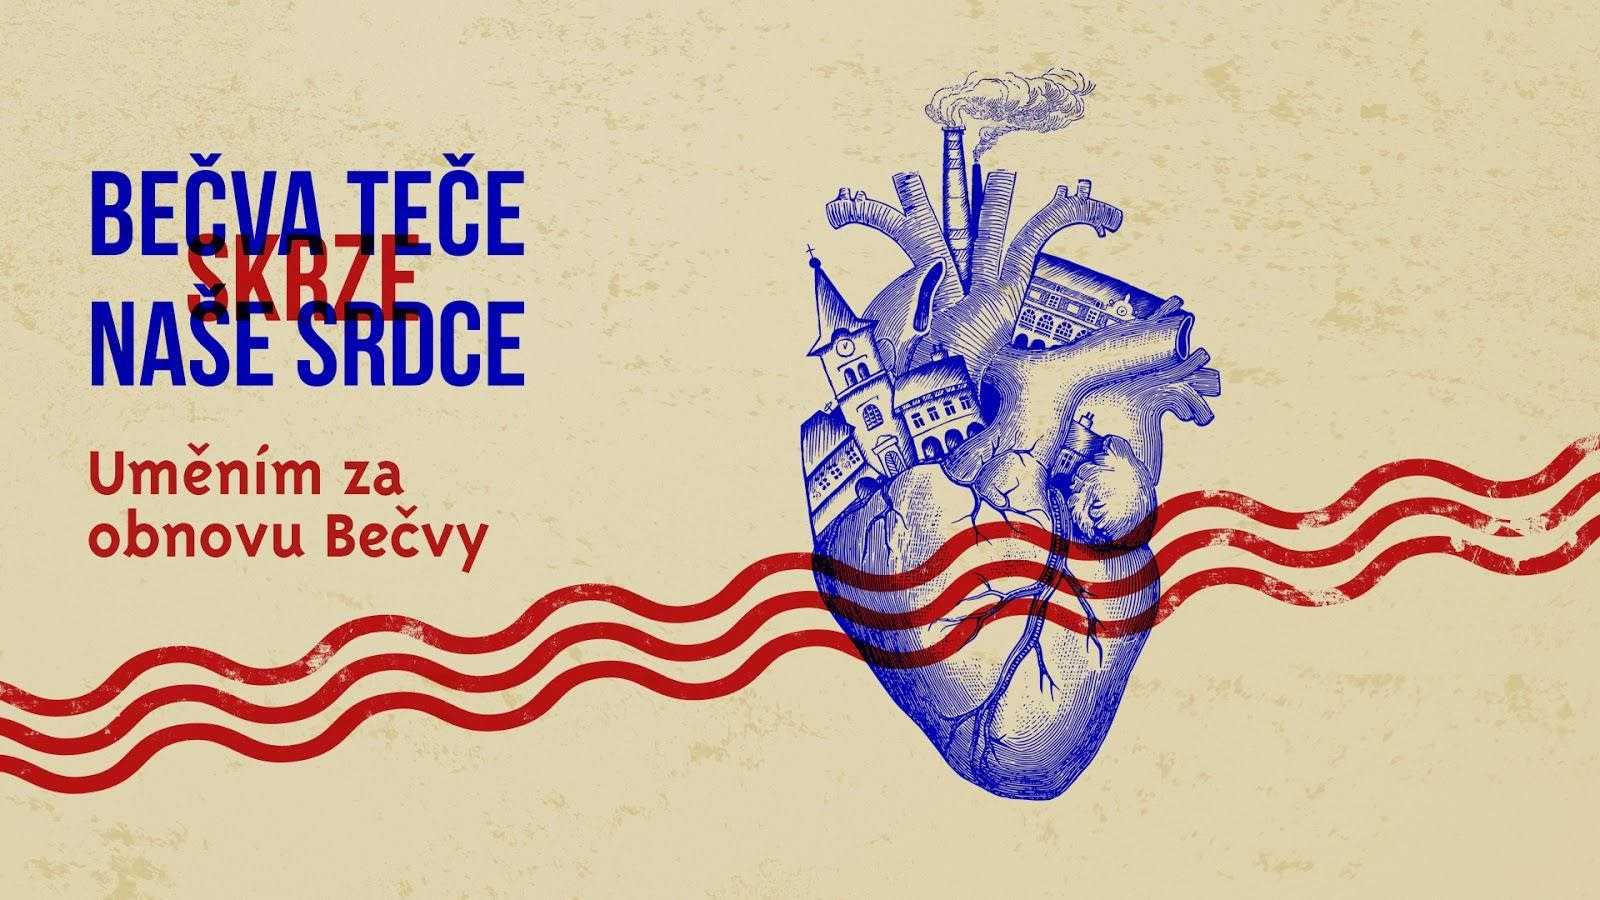 BEČVA TEČE
SKRZE
NAŠE SRDCE
Uměním za
obnovu Bečvy